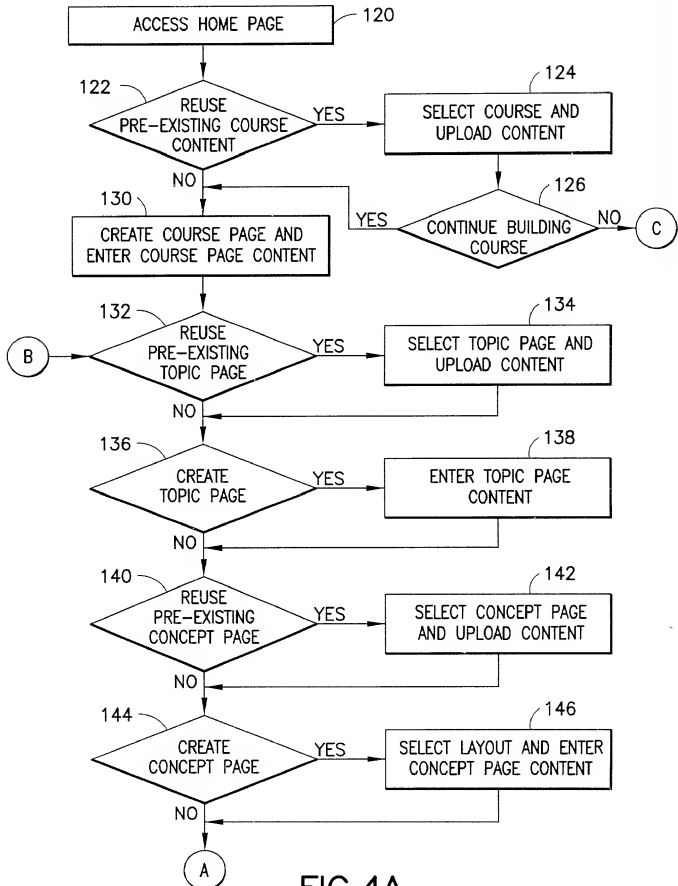 ACCESS HOME PAGE
120
122
REUSE
PRE-EXISTING COURSE
CONTENT
YES
124
SELECT COURSE AND
UPLOAD CONTENT
NO
126
CONTINUE BUILDING
COURSE
YES
NO
C
130
CREATE COURSE PAGE AND
ENTER COURSE PAGE CONTENT
B
132
REUSE
PRE-EXISTING
TOPIC PAGE
YES
134
SELECT TOPIC PAGE AND
UPLOAD CONTENT
NO
136
CREATE
TOPIC PAGE
YES
138
ENTER TOPIC PAGE
CONTENT
NO
140
REUSE
PRE-EXISTING
CONCEPT PAGE
YES
142
SELECT CONCEPT PAGE
AND UPLOAD CONTENT
NO
144
CREATE
CONCEPT PAGE
YES
146
SELECT LAYOUT AND ENTER
CONCEPT PAGE CONTENT
NO
A
FIG.4A